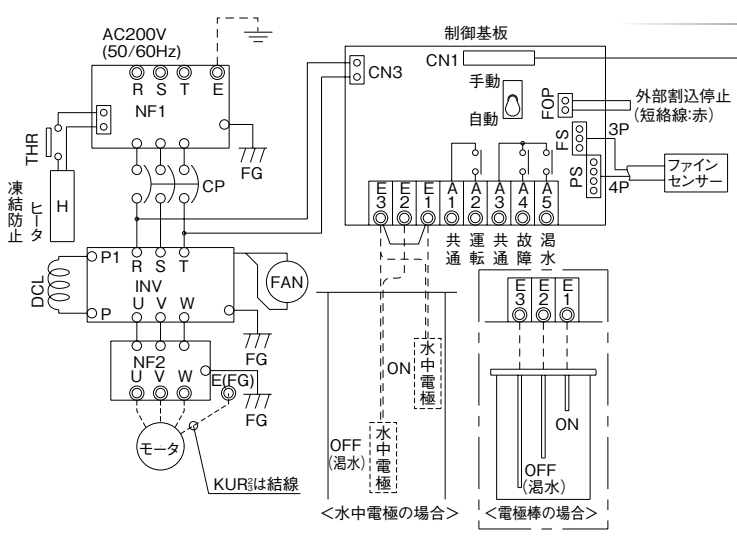 AC200V
(50/60Hz)
R S T E
NF1
THR
H
凍結防止
ヒータ
FG
CP
P1
R S T
DCL
INV
FAN
P
U V W
FG
NF2
U V W
E(FG)
FG
モータ
KUR は結線
制御基板
CN1
CN3
手動
自動
FOP
外部割込停止
(短絡線:赤)
FS
3P
PS
4P
ファイン
センサー
E3 E2 E1 A1 A2 A3 A4 A5
共通 運転 共通 故障 渇水
ON
水中電極
OFF
(渇水)
水中電極
<水中電極の場合>
E3 E2 E1
ON
OFF
(渇水)
<電極棒の場合>